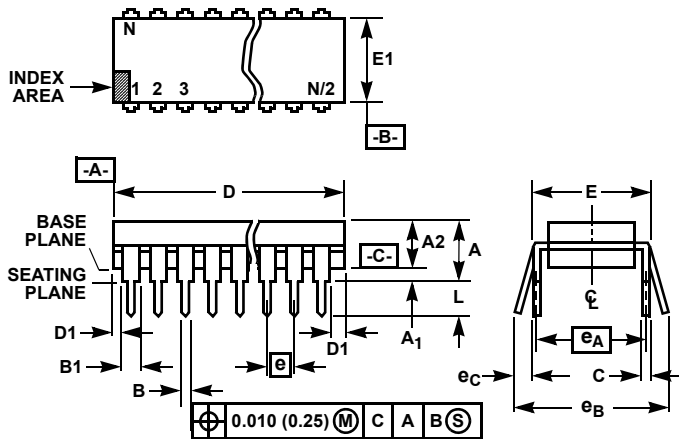 N
E1
INDEX
AREA
1 2 3 N/2
-B-
-A-
D
E
BASE
PLANE
A2
A
-C-
SEATING
PLANE
L
C
L
D1
D1
A1
e
eA
B1
eC
C
B
eB
0.010 (0.25) M C A B S